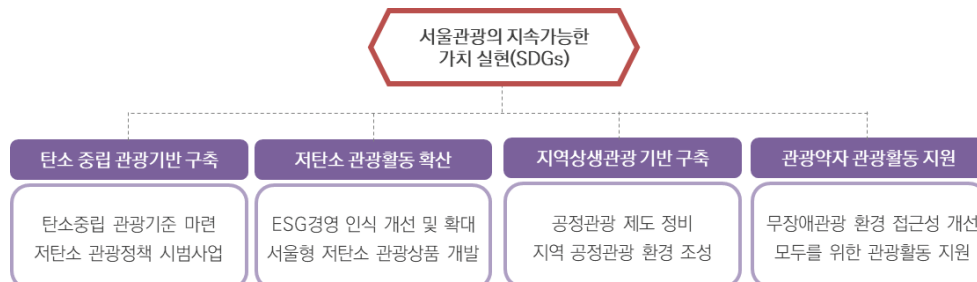 서울관광의 지속가능한
가치 실현(SDGs)
탄소 중립 관광기반 구축
탄소중립 관광기준 마련
저탄소 관광정책 시범사업
저탄소 관광활동 확산
ESG경영 인식 개선 및 확대
서울형 저탄소 관광상품 개발
지역상생관광 기반 구축
공정관광 제도 정비
지역 공정관광 환경 조성
관광약자 관광활동 지원
무장애관광 환경 접근성 개선
모두를 위한 관광활동 지원